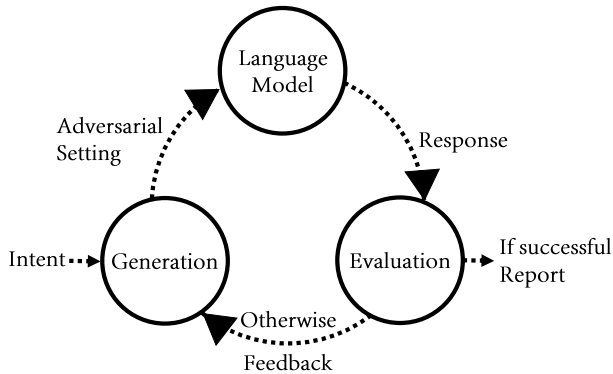 Language
Model
Adversarial
Setting
Response
Intent
Generation
Evaluation
If successful
Report
Otherwise
Feedback